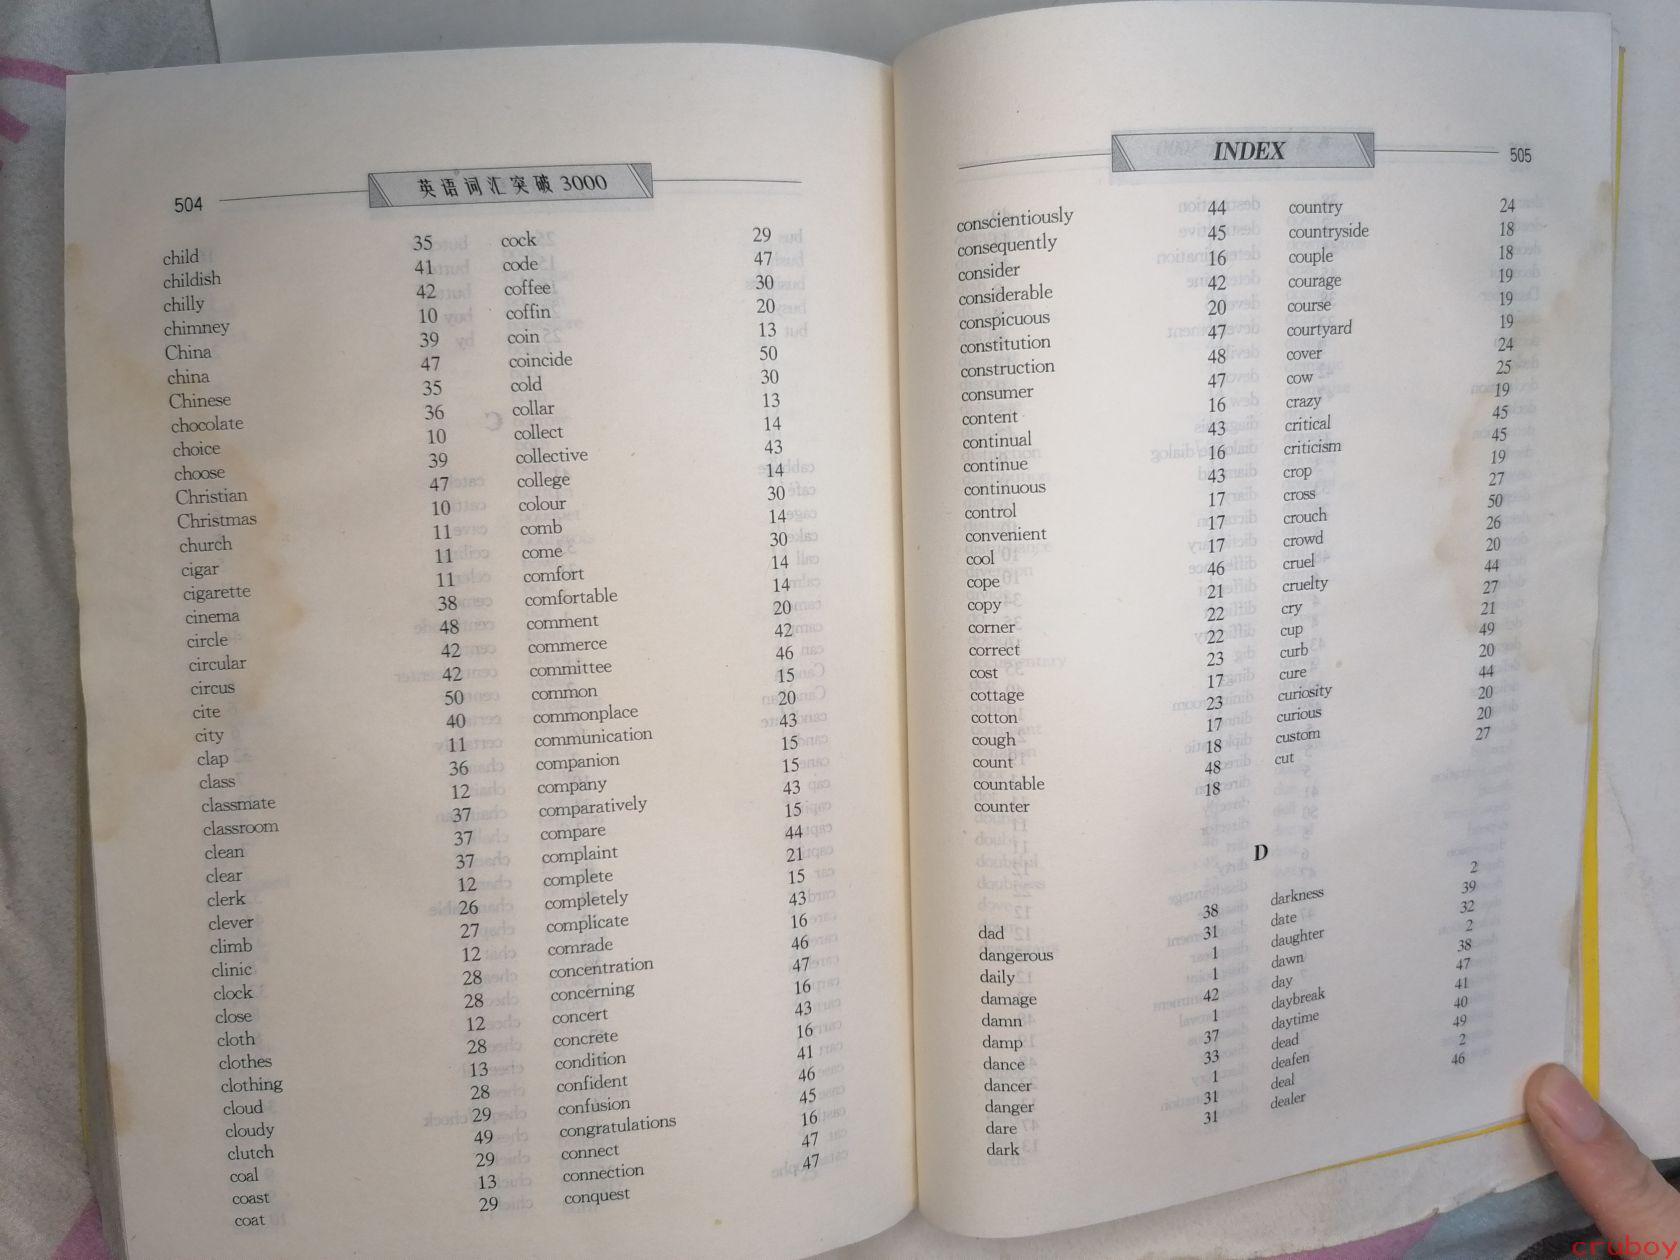 504
英语词汇突破3000
child 35 cock 29
childish 41 code 47
chilly 42 coffee 30
chimney 10 coffin 20
China 39 coin 13
china 47 coincide 50
Chinese 35 cold 30
chocolate 36 collar 13
choice 10 collect 14
choose 39 collective 43
Christian 47 college 14
Christmas 10 colour 30
church 11 comb 14
cigar 11 come 30
cigarette 11 comfort 14
cinema 38 comfortable 14
circle 48 comment 20
circular 42 commerce 42
circus 42 committee 46
cite 50 common 15
city 40 commonplace 20
clap 11 communication 43
class 36 companion 15
classmate 12 company 15
classroom 37 comparatively 43
clean 37 compare 15
clear 37 complaint 44
clerk 12 complete 21
clever 26 completely 15
climb 27 complicate 43
clinic 12 comrade 16
clock 28 concentration 46
close 28 concerning 47
cloth 12 concert 16
clothes 28 concrete 43
clothing 13 condition 16
cloud 28 confident 41
cloudy 29 confusion 46
clutch 49 congratulations 45
coal 29 connect 16
coast 13 connection 47
coat 29 conquest 47
INDEX
505
conscientiously 44 country 24
consequently 45 countryside 18
consider 16 couple 18
considerable 42 courage 19
conspicuous 20 course 19
constitution 47 courtyard 19
construction 48 cover 24
consumer 47 cow 25
content 16 crazy 19
continual 43 critical 45
continue 16 criticism 45
continuous 43 crop 19
control 17 cross 27
convenient 17 crouch 50
cool 17 crowd 26
cope 46 cruel 20
copy 21 cruelty 44
corner 22 cry 27
correct 22 cup 21
cost 23 curb 49
cottage 17 cure 20
cotton 23 curiosity 44
cough 17 curious 20
count 18 custom 20
countable 48 cut 27
counter 18
D
dad 38 darkness 2
dangerous 31 date 39
daily 1 daughter 32
damage 1 dawn 2
damn 42 day 38
damp 1 daybreak 47
dance 37 daytime 41
dancer 33 dead 40
danger 1 deafen 49
dare 31 deal 2
dark 31 dealer 46
cruboy